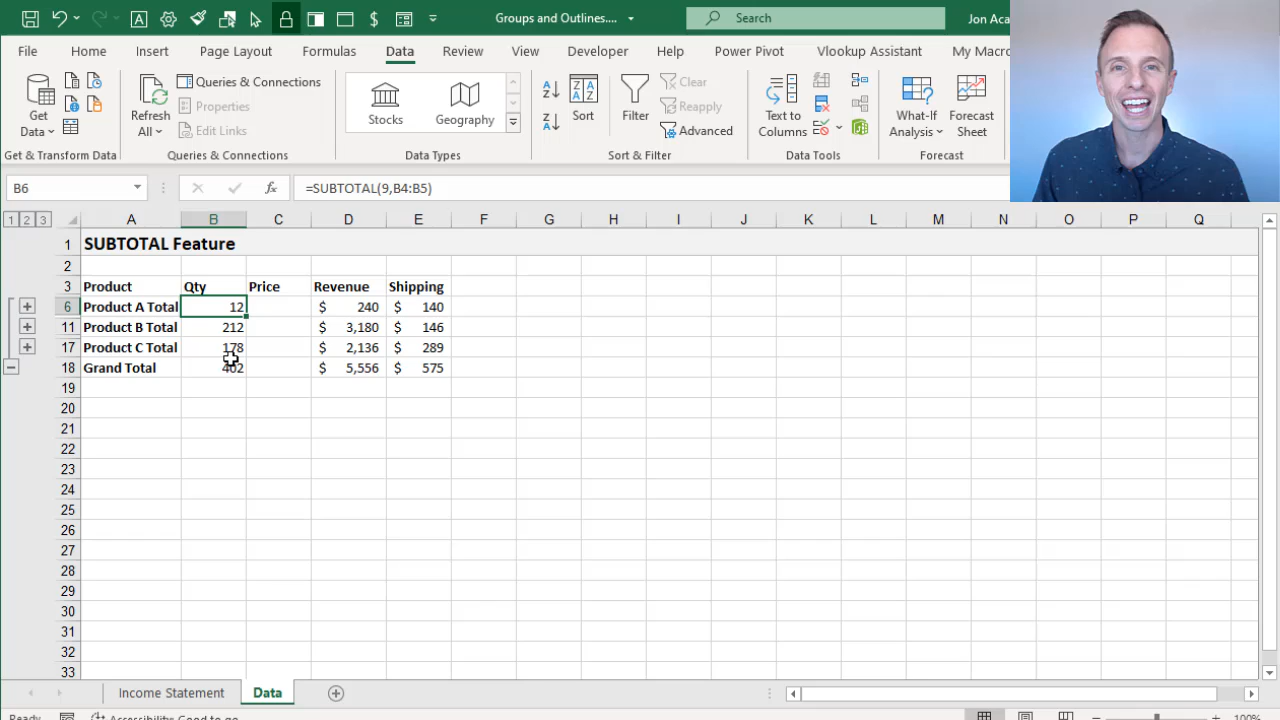 Groups and Outlines.... Search Jon Aca
File Home Insert Page Layout Formulas Data Review View Developer Help Power Pivot Vlookup Assistant My Macro
Get Data
Refresh All
Queries & Connections
Properties
Edit Links
Stocks
Geography
Sort
Filter
Clear
Reapply
Advanced
Text to Columns
What-If Analysis
Forecast Sheet
Get & Transform Data Queries & Connections Data Types Sort & Filter Data Tools Forecast
B6 fx =SUBTOTAL(9,B4:B5)
1 2 3 A B C D E F G H I J K L M N O P Q
1 SUBTOTAL Feature
2
3 Product Qty Price Revenue Shipping
6 Product A Total 12 $ 240 $ 140
11 Product B Total 212 $ 3,180 $ 146
17 Product C Total 178 $ 2,136 $ 289
18 Grand Total 402 $ 5,556 $ 575
19
20
21
22
23
24
25
26
27
28
29
30
31
32
33
Income Statement Data
Ready Accessibility: Good to go 100%